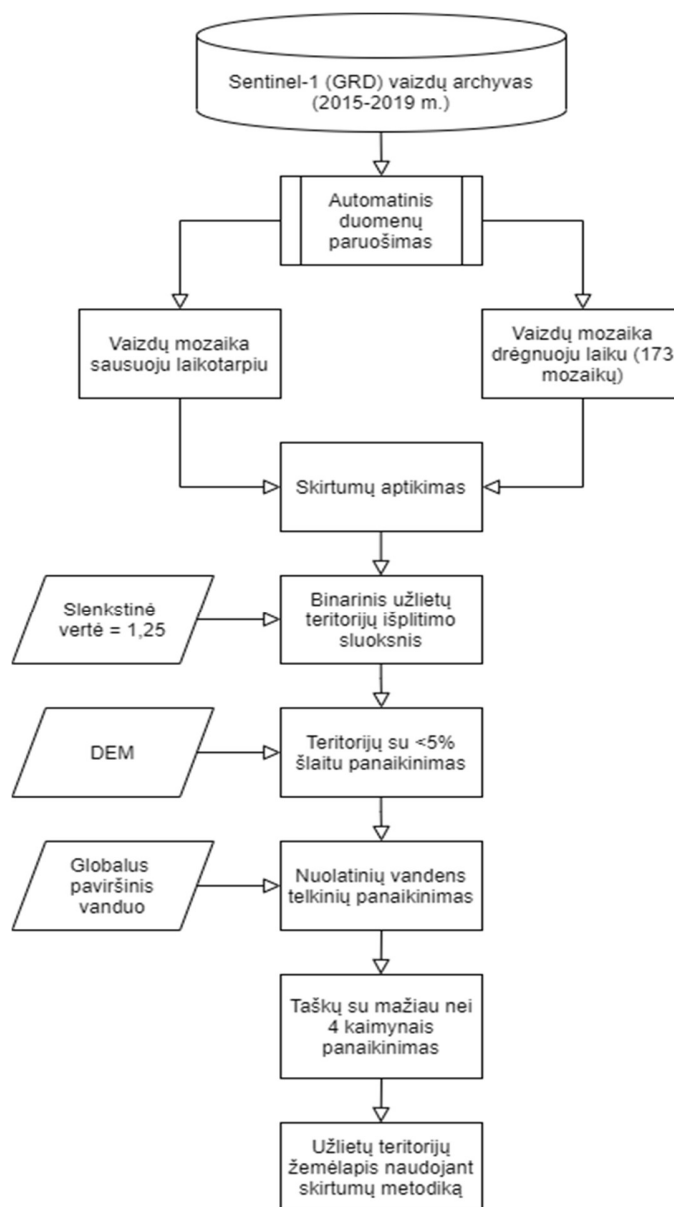 Sentinel-1 (GRD) vaizdų archyvas
(2015-2019 m.)
Automatinis
duomenų
paruošimas
Vaizdų mozaika
sausuoju laikotarpiu
Vaizdų mozaika
drėgnuoju laiku (173
mozaikų)
Skirtumų aptikimas
Slenkstinė
vertė = 1,25
Binarinis užlietų
teritorijų išplitimo
sluoksnis
DEM
Teritorijų su <5%
šlaitu panaikinimas
Globalus
paviršinis
vanduo
Nuolatinių vandens
telkinių panaikinimas
Taškų su mažiau nei
4 kaimynais
panaikinimas
Užlietų teritorijų
žemėlapis naudojant
skirtumų metodiką